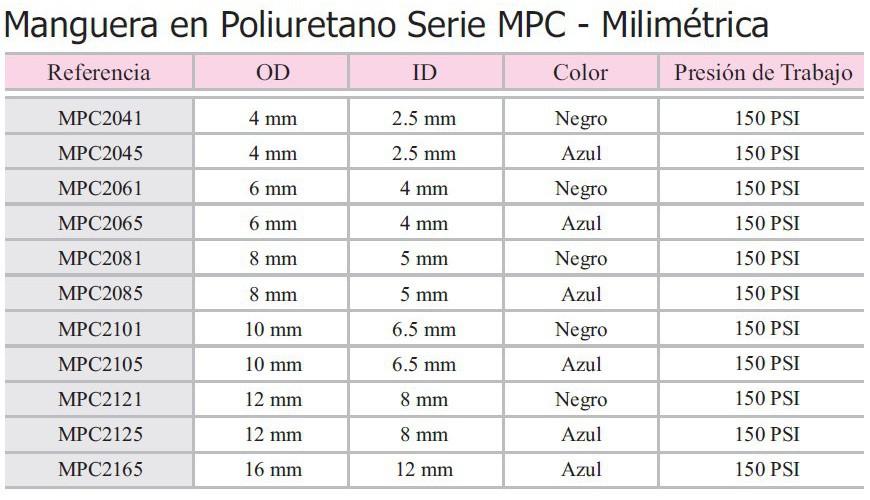 Manguera en Poliuretano Serie MPC - Milimétrica
Referencia OD ID Color Presión de Trabajo
MPC2041 4 mm 2.5 mm Negro 150 PSI
MPC2045 4 mm 2.5 mm Azul 150 PSI
MPC2061 6 mm 4 mm Negro 150 PSI
MPC2065 6 mm 4 mm Azul 150 PSI
MPC2081 8 mm 5 mm Negro 150 PSI
MPC2085 8 mm 5 mm Azul 150 PSI
MPC2101 10 mm 6.5 mm Negro 150 PSI
MPC2105 10 mm 6.5 mm Azul 150 PSI
MPC2121 12 mm 8 mm Negro 150 PSI
MPC2125 12 mm 8 mm Azul 150 PSI
MPC2165 16 mm 12 mm Azul 150 PSI